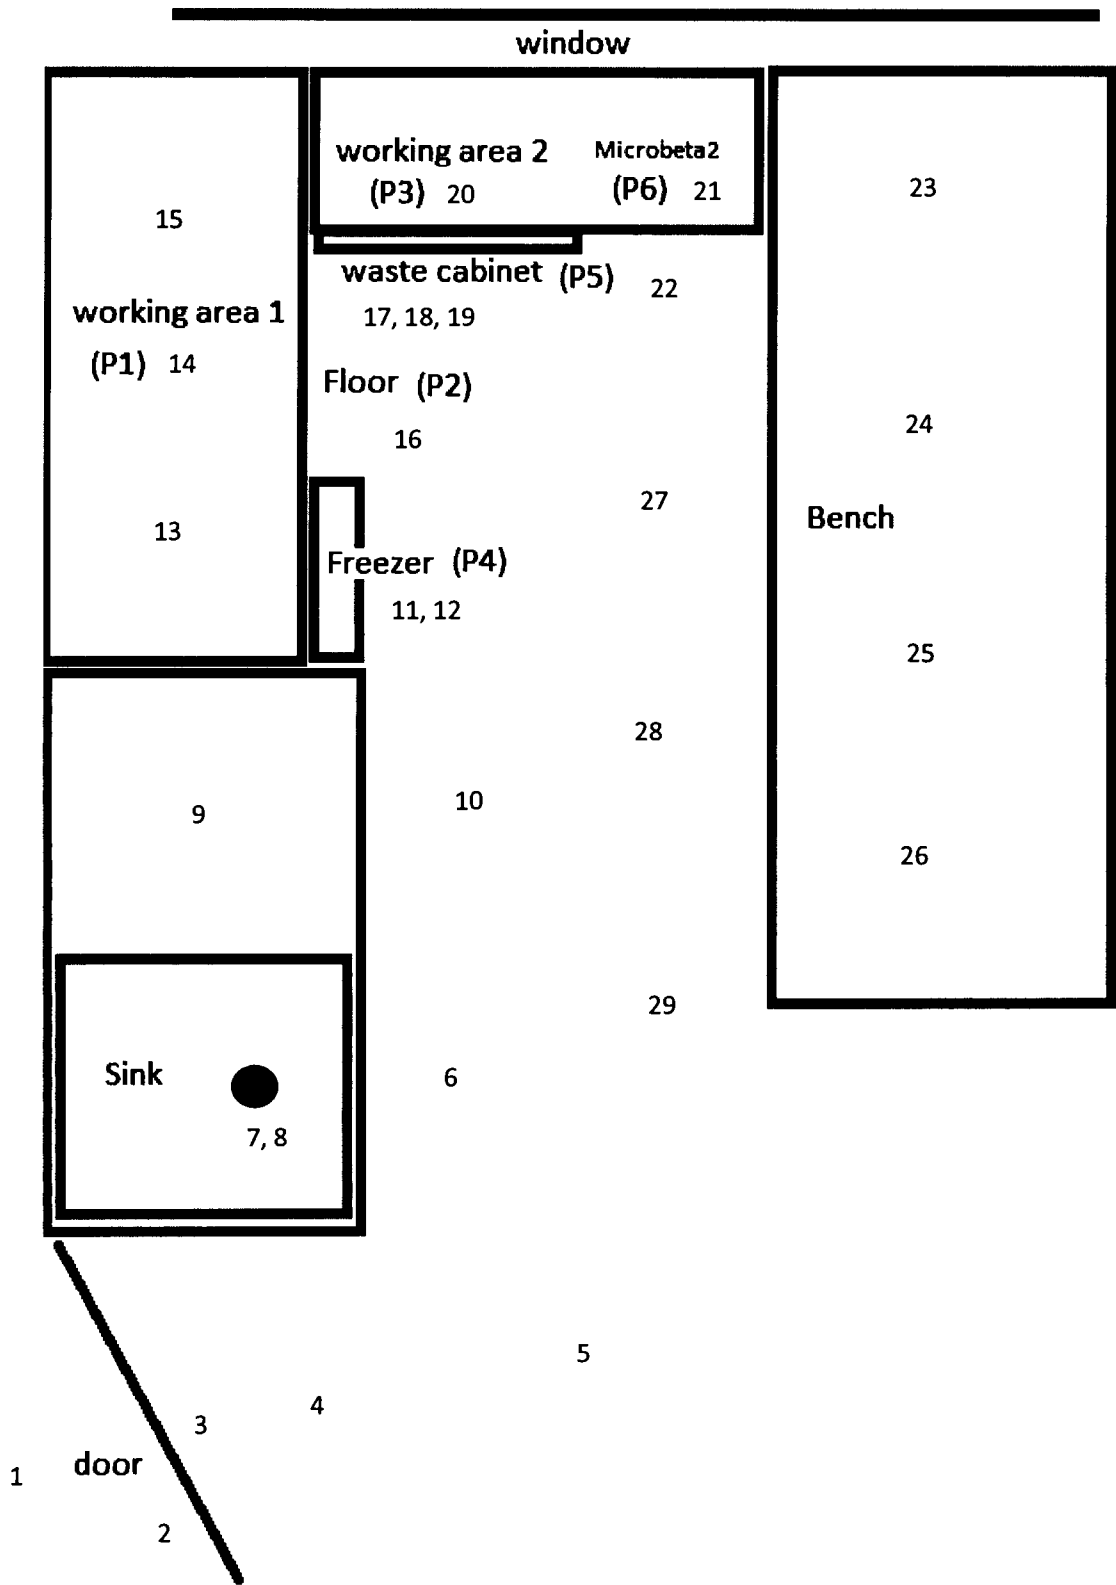 window
working area 2 Microbeta2
(P3) 20 (P6) 21
23
15
waste cabinet (P5) 22
working area 1
17, 18, 19
(P1) 14
Floor (P2)
16
24
27
Bench
13
Freezer (P4)
11, 12
25
28
10
9
26
29
Sink
6
7, 8
5
4
3
door
1
2